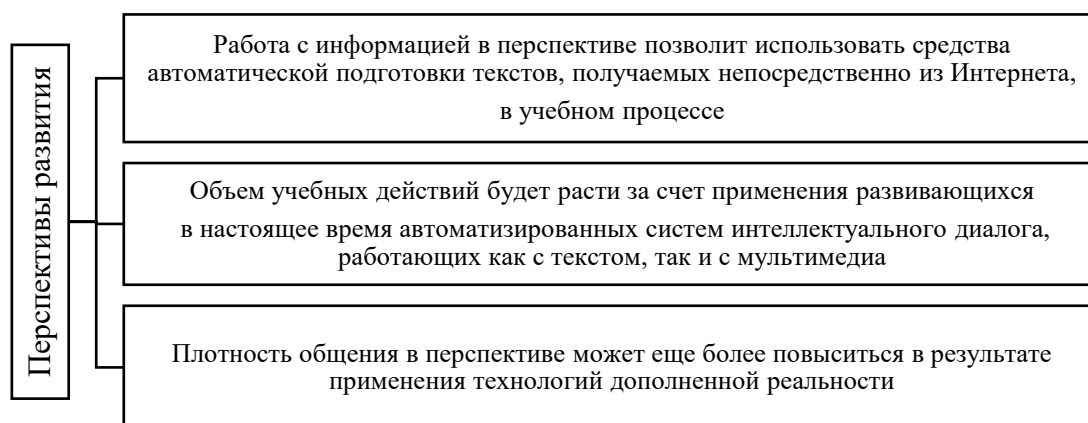 Перспективы развития
Работа с информацией в перспективе позволит использовать средства
автоматической подготовки текстов, получаемых непосредственно из Интернета,
в учебном процессе
Объем учебных действий будет расти за счет применения развивающихся
в настоящее время автоматизированных систем интеллектуального диалога,
работающих как с текстом, так и с мультимедиа
Плотность общения в перспективе может еще более повыситься в результате
применения технологий дополненной реальности